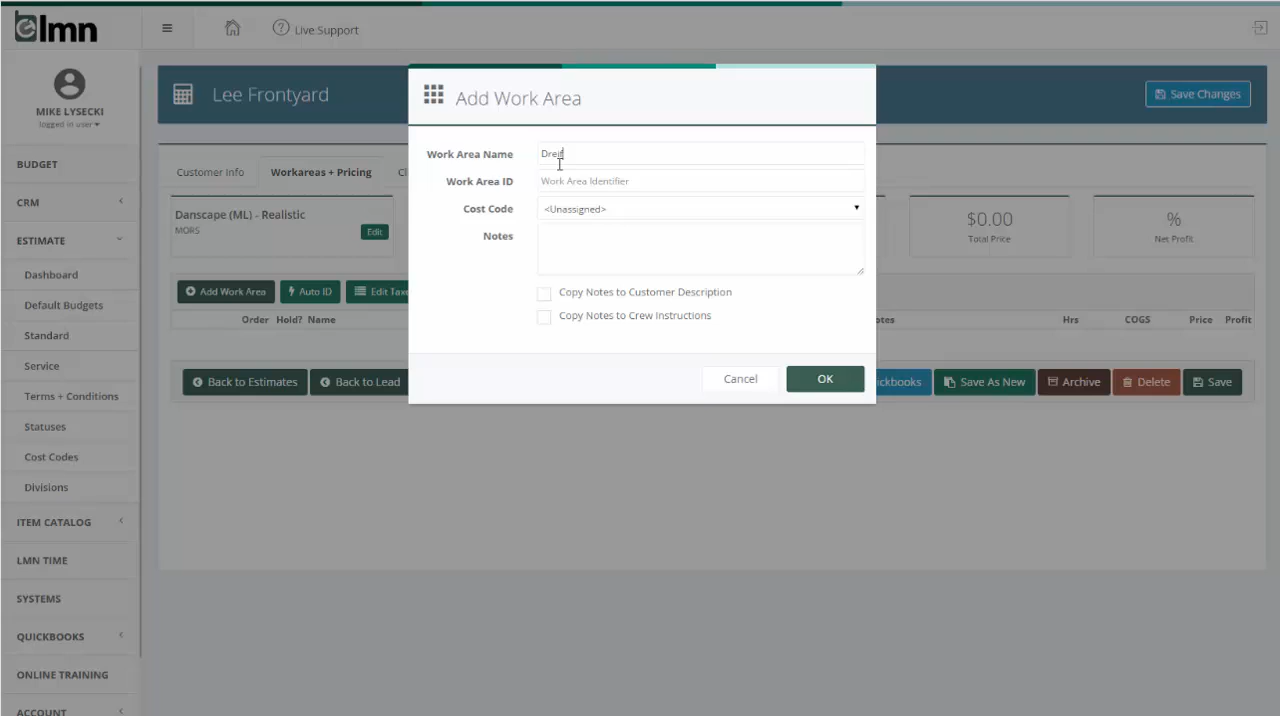 lmn
Live Support
MIKE LYSECKI
logged in user
BUDGET
CRM
ESTIMATE
Dashboard
Default Budgets
Standard
Service
Terms + Conditions
Statuses
Cost Codes
Divisions
ITEM CATALOG
LMN TIME
SYSTEMS
QUICKBOOKS
ONLINE TRAINING
ACCOUNT
Lee Frontyard
Save Changes
Customer Info
Workareas + Pricing
Danscape (ML) - Realistic
MORS
Edit
$0.00
Total Price
%
Net Profit
Add Work Area
Auto ID
Edit Taxe
Order Hold? Name
otes Hrs COGS Price Profit
Back to Estimates
Back to Lead
ickbooks
Save As New
Archive
Delete
Save
Add Work Area
Work Area Name
Work Area ID
Work Area Identifier
Cost Code
<Unassigned>
Notes
Copy Notes to Customer Description
Copy Notes to Crew Instructions
Cancel
OK